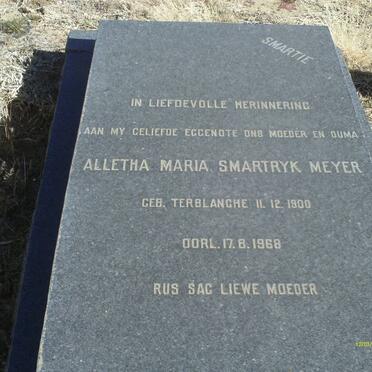 SMARTIE
IN LIEFDEVOLLE HERINNERING
AAN MY GELIEFDE EGGENOTE ONS MOEDER EN OUMA
ALLETHA MARIA SMARTRYK MEYER
GEB. TERBLANCHE 11.12.1900
OORL. 17.8.1968
RUS SAG LIEWE MOEDER